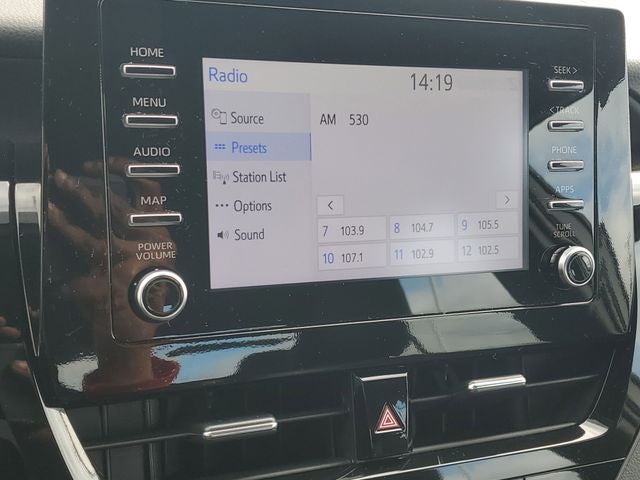 HOME
MENU
AUDIO
MAP
POWER
VOLUME
Radio 14:19
Source
Presets
Station List
Options
Sound
AM 530
<
>
7 103.9 8 104.7 9 105.5
10 107.1 11 102.9 12 102.5
SEEK >
< TRACK
PHONE
APPS
TUNE
SCROLL